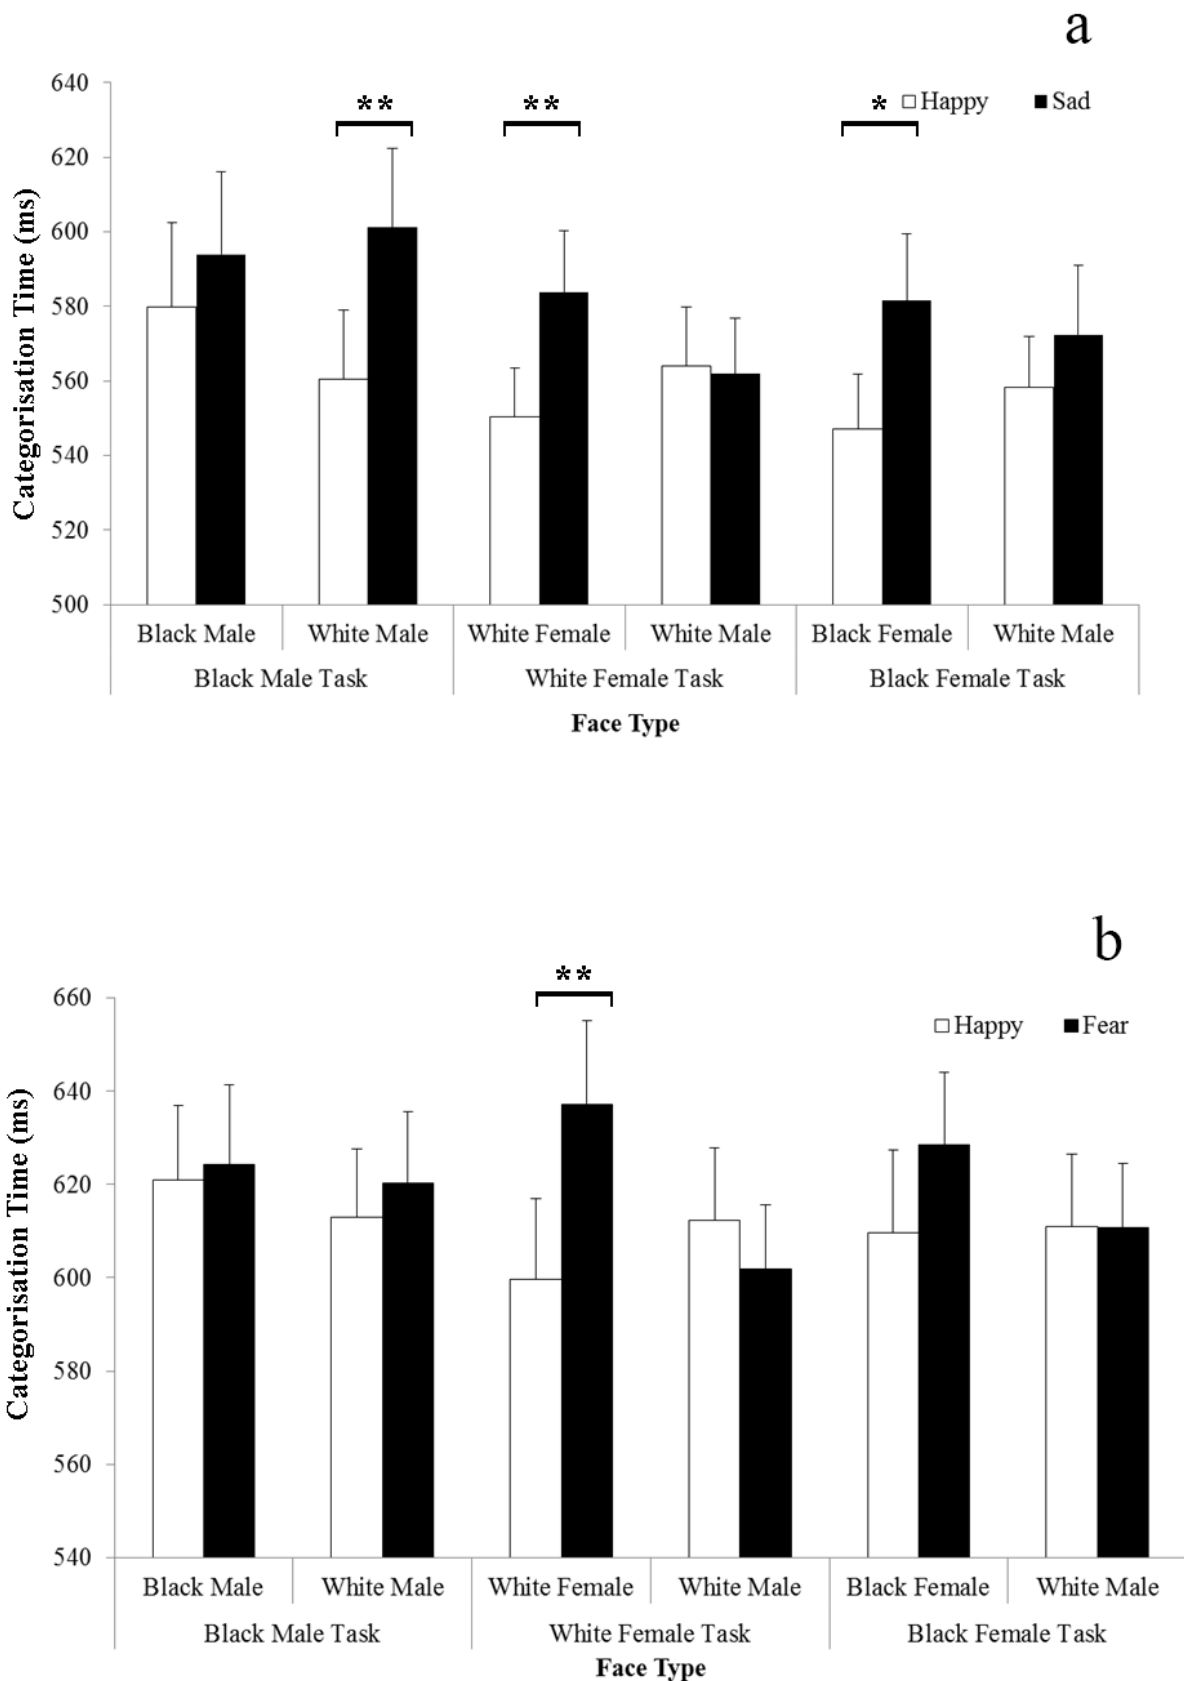 a
640
** ** * Happy Sad
620
600
580
560
540
520
500
Categorisation Time (ms)
Black Male White Male White Female White Male Black Female White Male
Black Male Task White Female Task Black Female Task
Face Type
b
**
660
Happy Fear
640
620
600
580
560
540
Categorisation Time (ms)
Black Male White Male White Female White Male Black Female White Male
Black Male Task White Female Task Black Female Task
Face Type